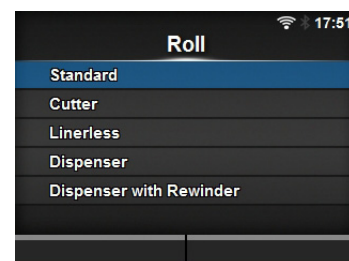 17:51
Roll
Standard
Cutter
Linerless
Dispenser
Dispenser with Rewinder